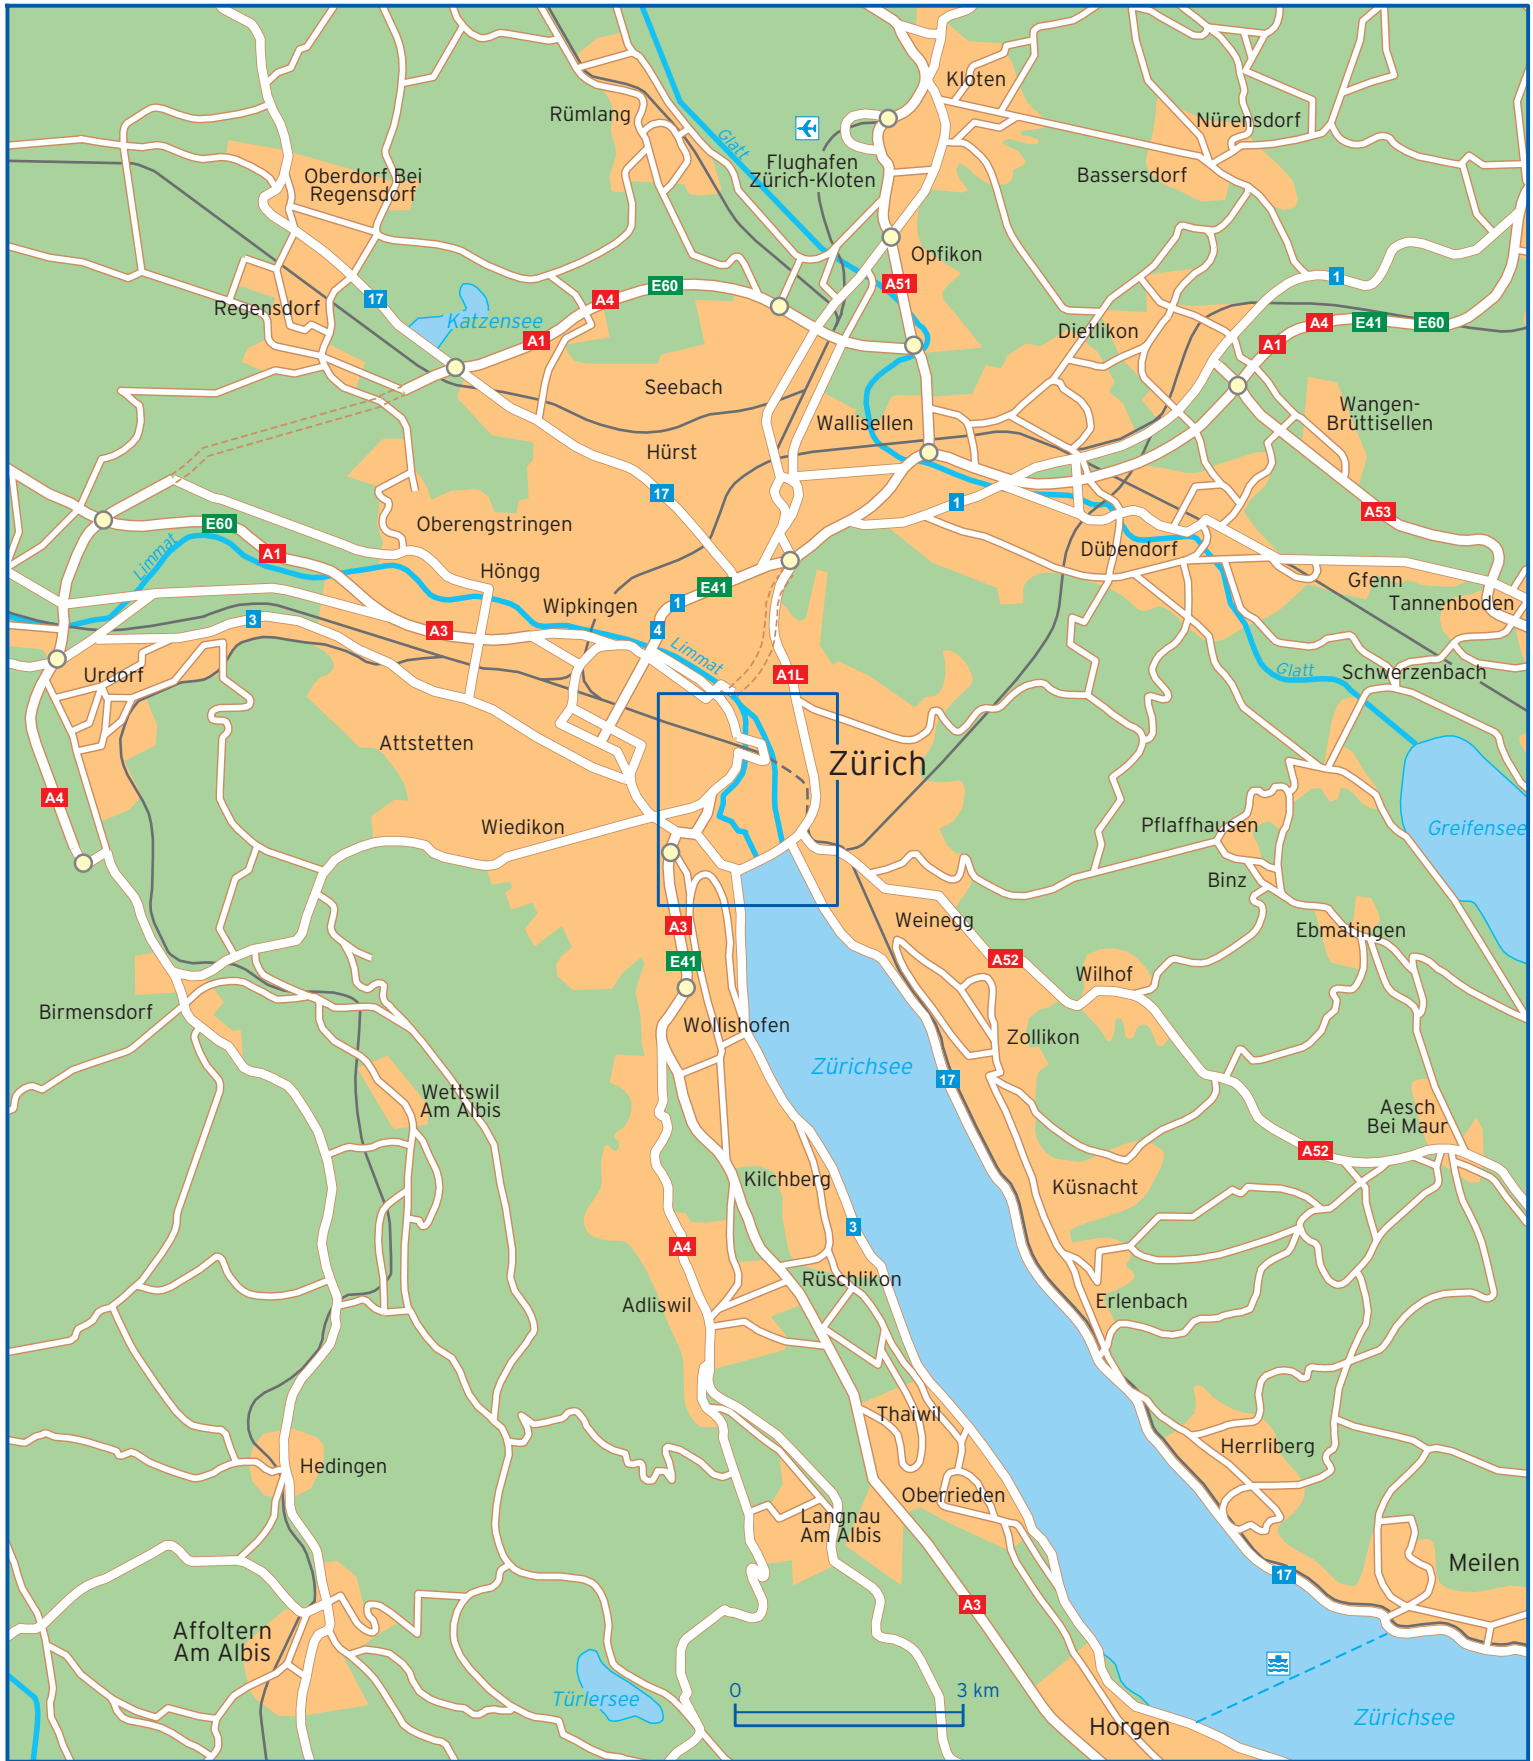 Kloten
Rümlang
Nürensdorf
Glatt
Flughafen
Zürich-Kloten
Bassersdorf
Oberdorf Bei
Regensdorf
Opfikon
1
A51
E60
A4
17
Regensdorf
Katzensee
A1
Dietlikon
A4
E41
E60
A1
Seebach
Wallisellen
Wangen-
Brüttisellen
Hürst
17
1
A53
E60
Oberengstringen
Limmat
A1
Dübendorf
Höngg
Gfenn
E41
Tannenboden
Wipkingen
1
3
A3
4
Limmat
Urdorf
A1L
Glatt
Schwerzenbach
Attstetten
Zürich
A4
Wiedikon
Pflaffhausen
Greifensee
Binz
A3
Weinegg
Ebmatingen
E41
A52
Wilhof
Birmensdorf
Wollishofen
Zollikon
Zürichsee
17
Wettswil
Am Albis
Aesch
Bei Maur
A52
Kilchberg
Küsnacht
3
A4
Rüschlikon
Adliswil
Erlenbach
Thaiwil
Herrliberg
Hedingen
Oberrieden
Langnau
Am Albis
17
Meilen
A3
Affoltern
Am Albis
0
3 km
Türlersee
Horgen
Zürichsee